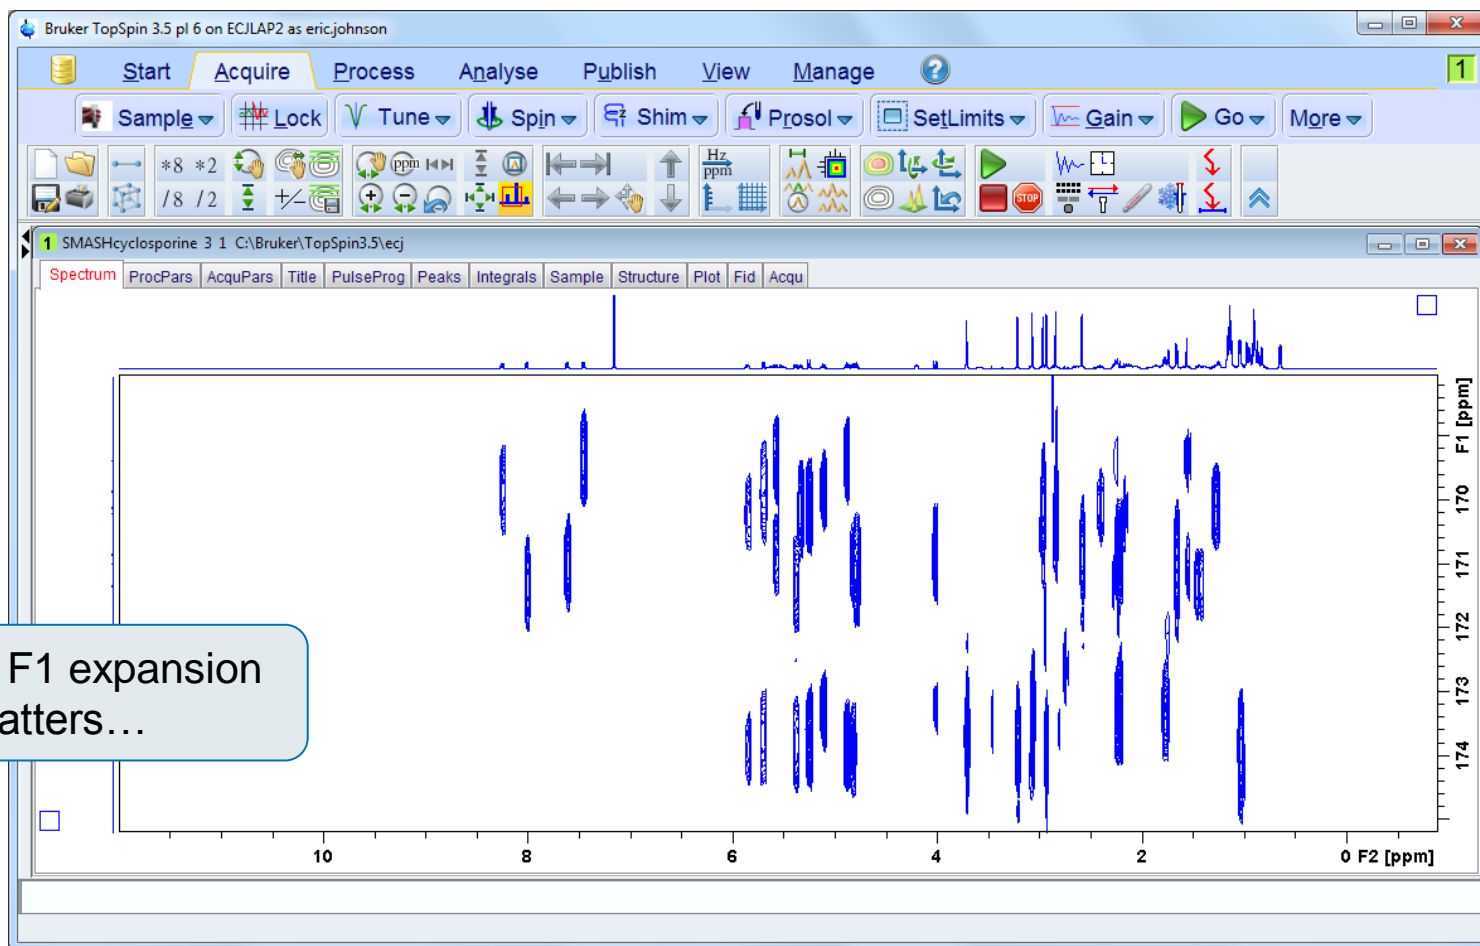 Bruker TopSpin 3.5 pl 6 on ECJLAP2 as eric.johnson
Start Acquire Process Analyse Publish View Manage ? 1
Sample Lock Tune Spin Z Shim Prosol SetLimits Gain Go More
*8 *2 ppm Hz ppm
/8 /2 +/- STOP
1 SMASHcyclosporine 3 1 C:\Bruker\TopSpin3.5\ecj
Spectrum ProcPars AcquPars Title PulseProg Peaks Integrals Sample Structure Plot Fid Acqu
F1 [ppm]
170
171
172
173
174
F1 expansion
atters…
10 8 6 4 2 0 F2 [ppm]